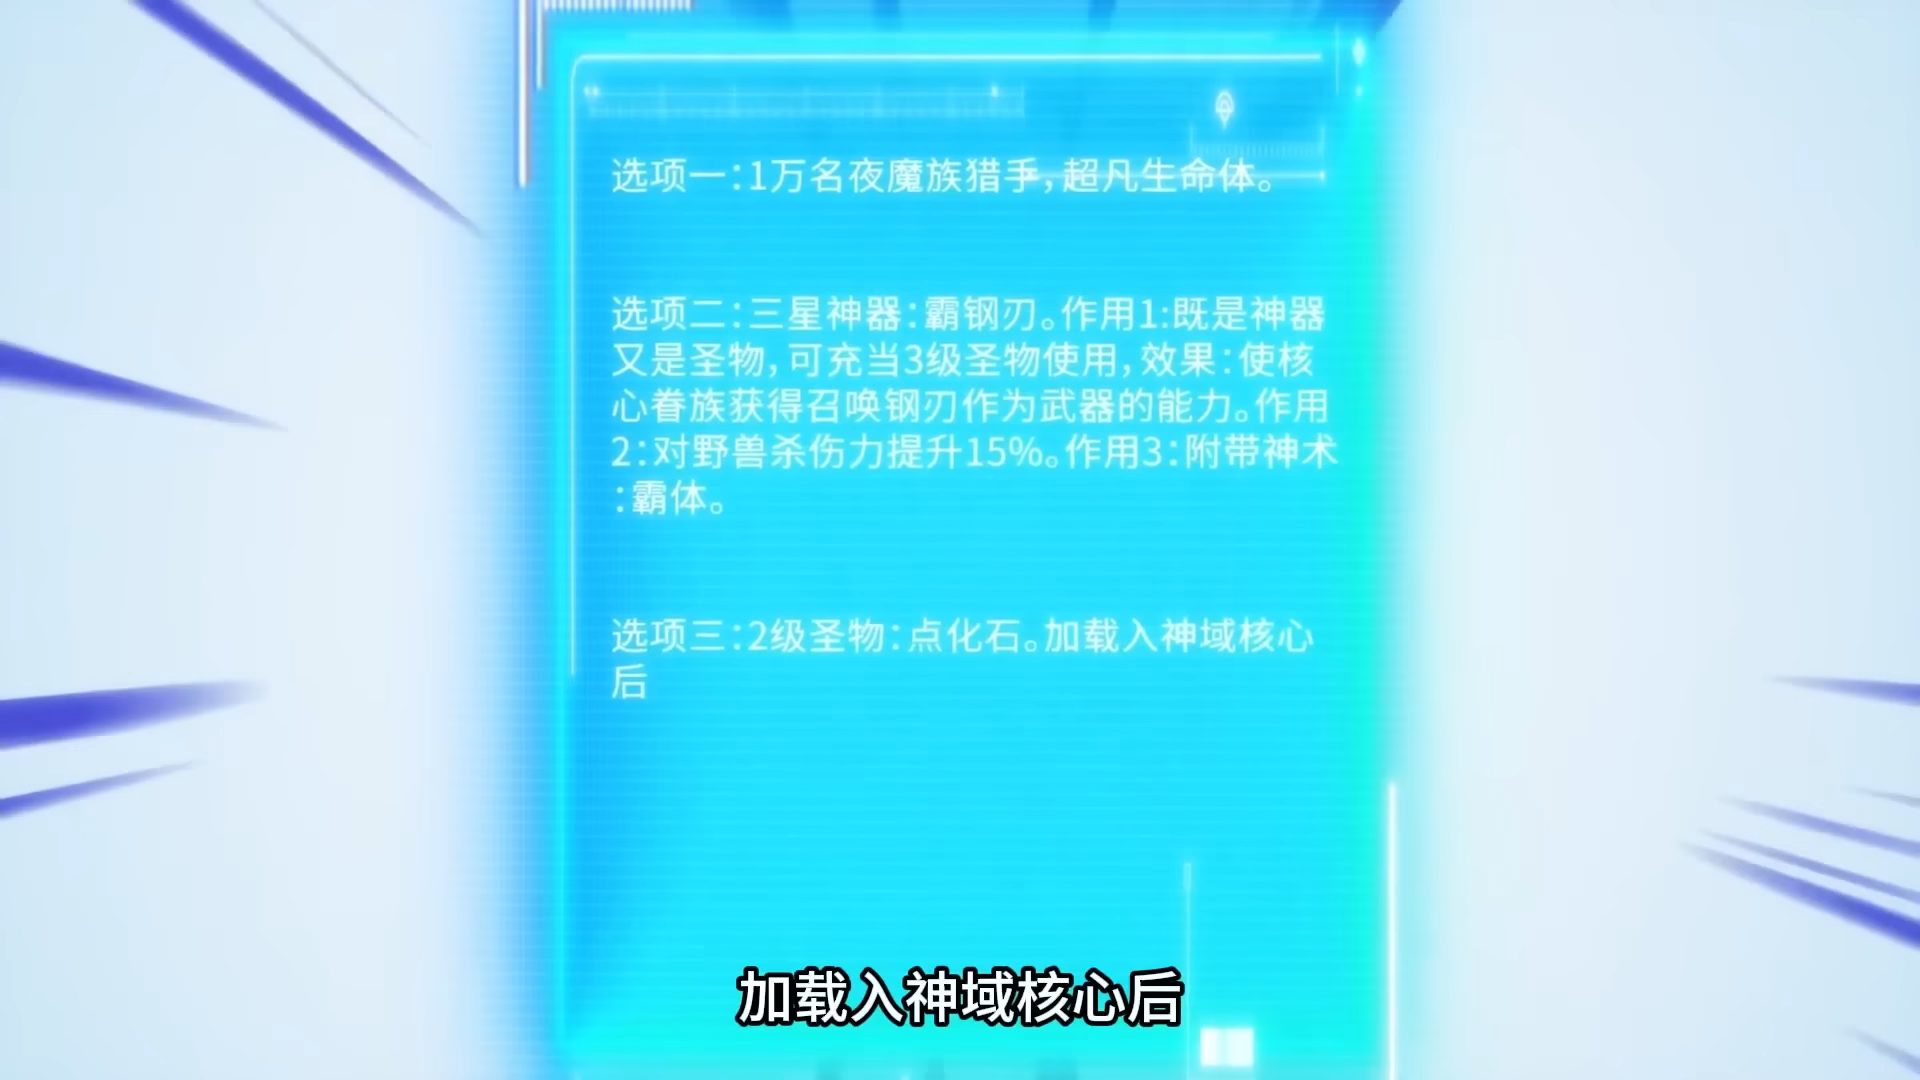 选项一：1万名夜魔族猎手，超凡生命体。
选项二：三星神器：霸钢刃。作用1:既是神器
又是圣物，可充当3级圣物使用，效果：使核
心眷族获得召唤钢刃作为武器的能力。作用
2：对野兽杀伤力提升15%。作用3：附带神术
：霸体。
选项三：2级圣物：点化石。加载入神域核心
后
加载入神域核心后